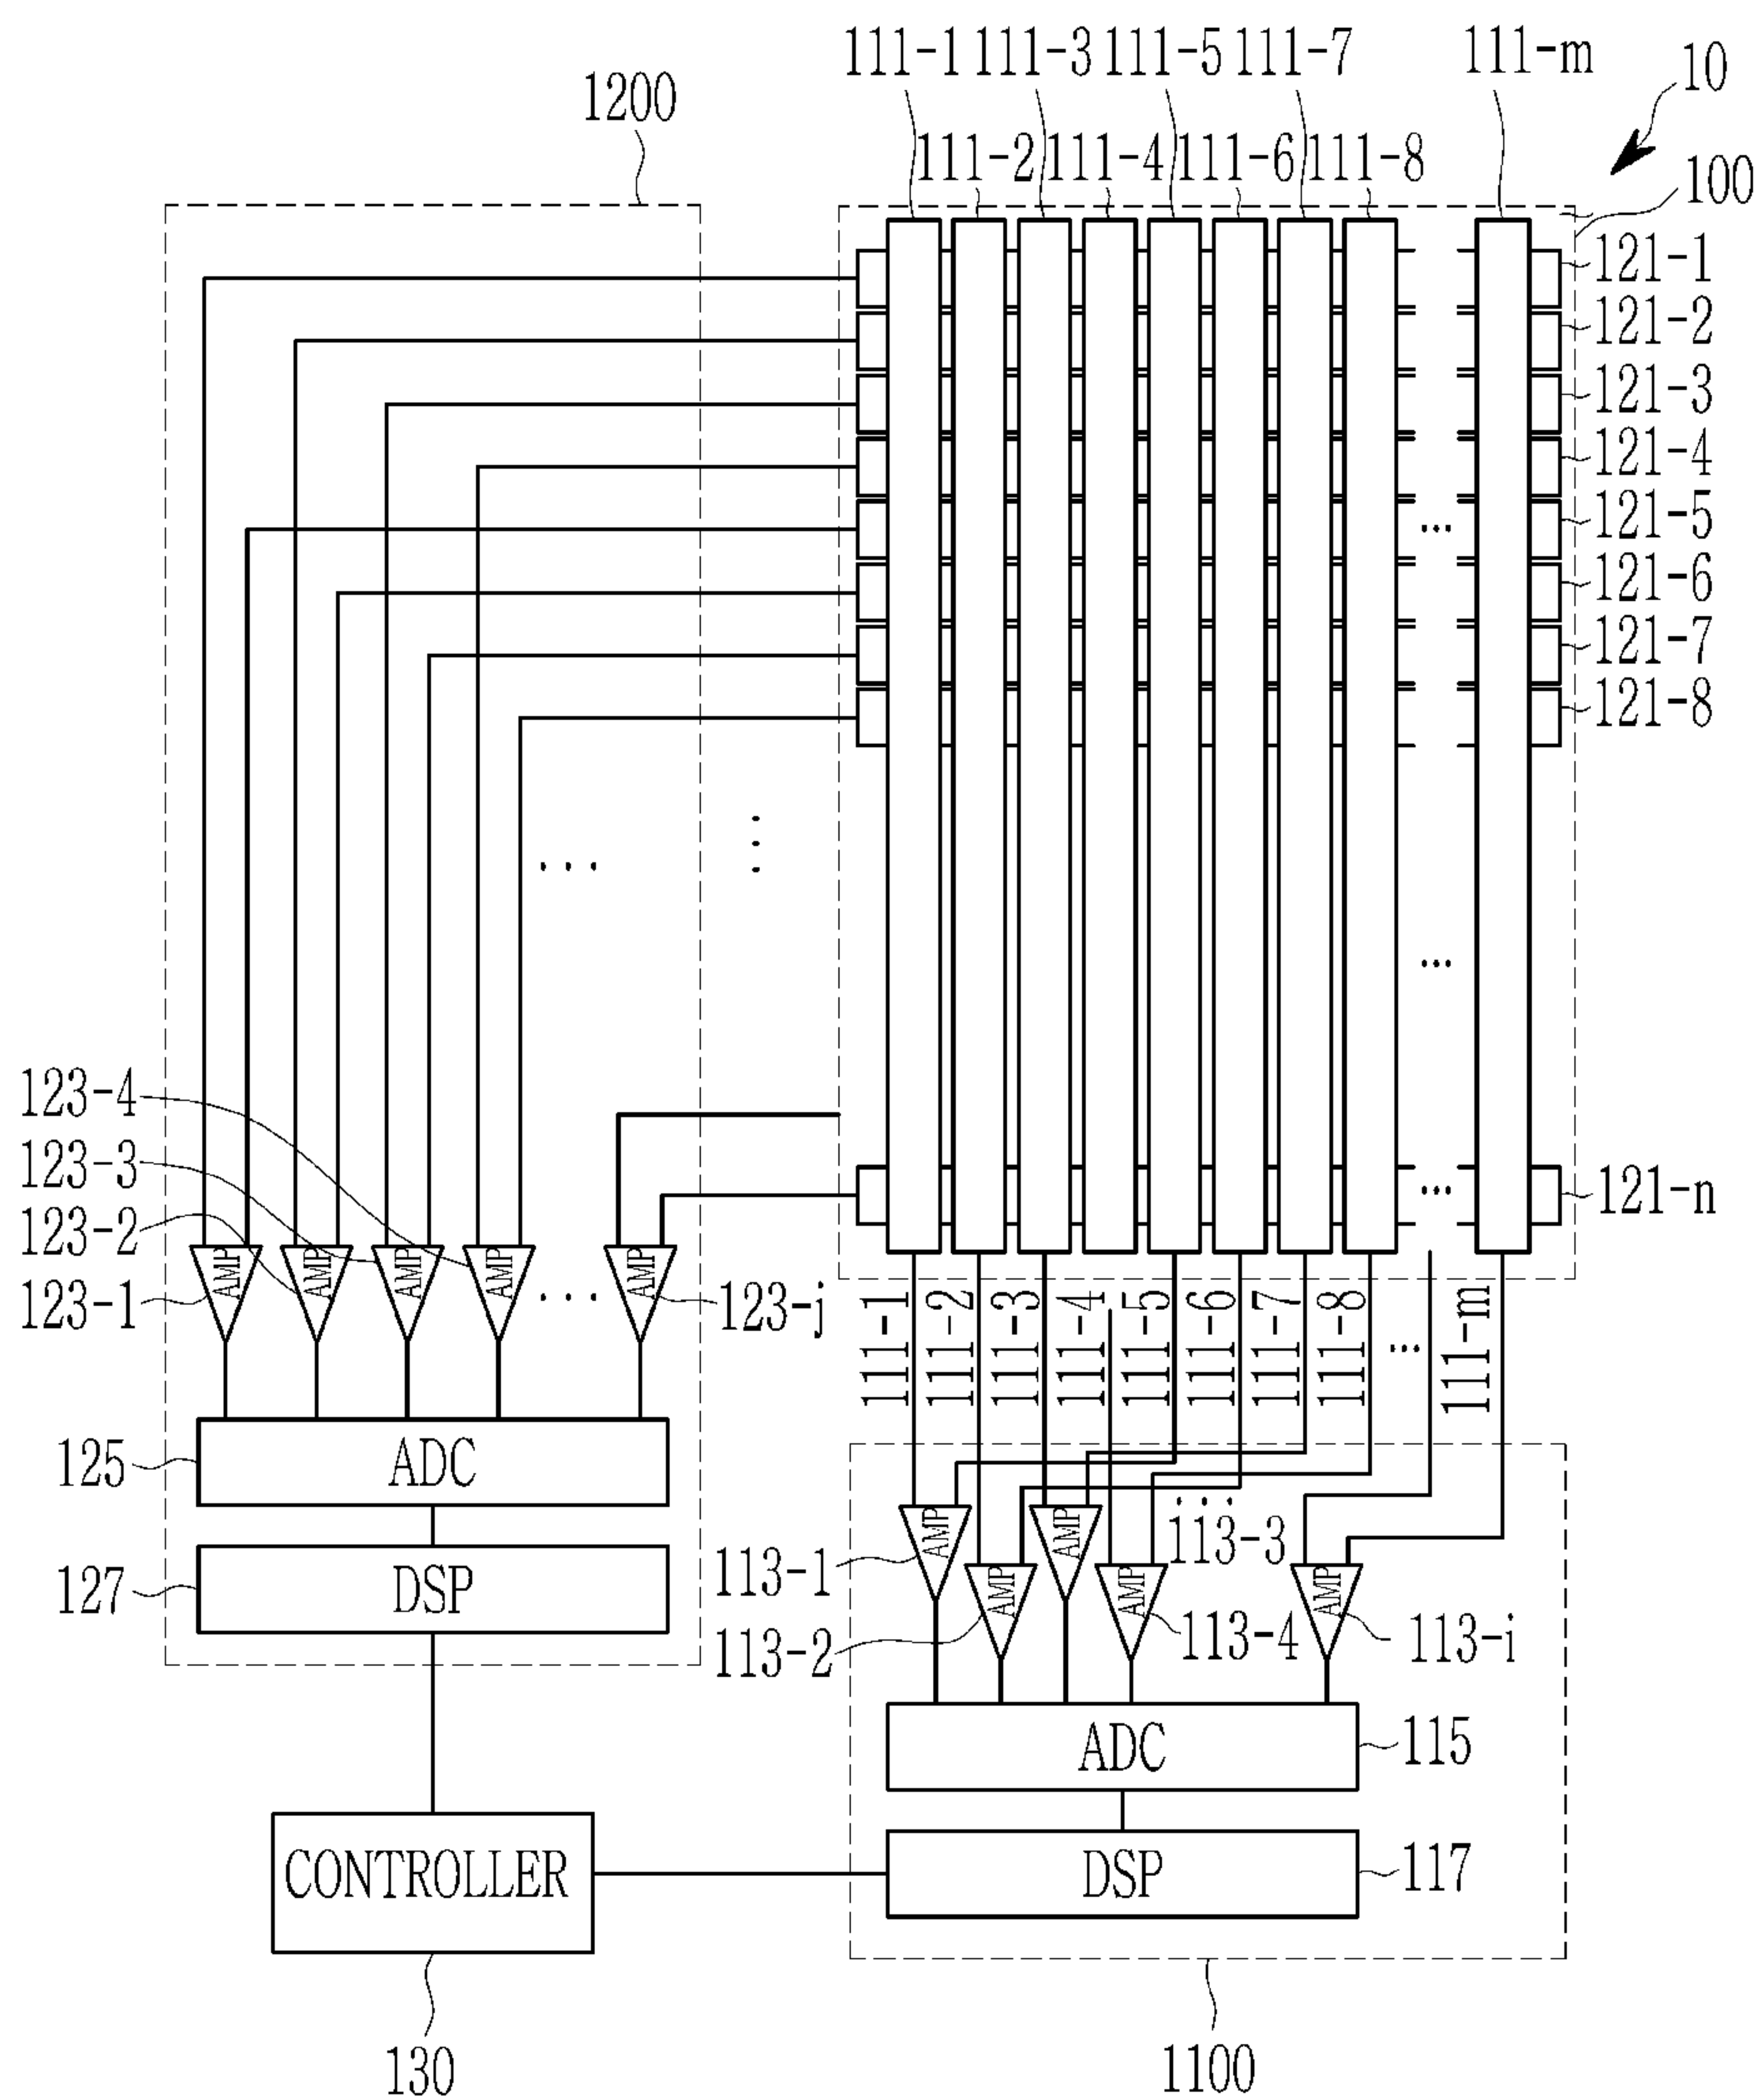 111-1 111-3 111-5 111-7 111-m 10
1200
111-2 111-4 111-6 111-8 100
121-1
121-2
121-3
121-4
121-5
...
121-6
121-7
121-8
...
...
...
123-4
123-3
123-2
123-1
... 121-n
AMP AMP AMP AMP ... AMP
123-j
111-1 111-2 111-3 111-4 111-5 111-6 111-7 111-8 ... 111-m
125 ADC
...
AMP AMP
113-3
113-1
AMP AMP AMP
127 DSP
113-2 113-4 113-i
ADC 115
CONTROLLER DSP 117
130 1100